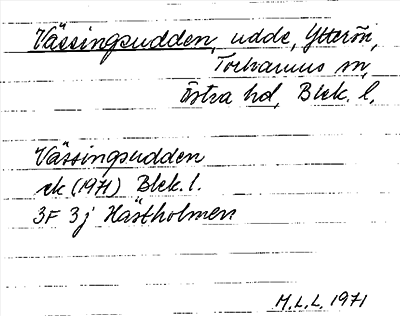 Vässingsudden, udde, Ytterön,
Torhamns sn,
Östra hd, Blek. l.
Vässingsudden
ek (1971) Blek. l.
3F 3j Hästholmen
M.L.L. 1971